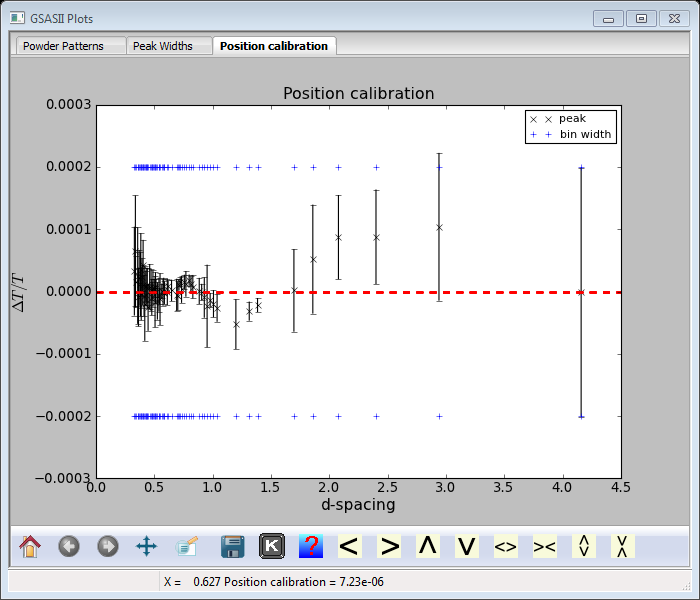 GSASII Plots
Powder Patterns Peak Widths Position calibration
Position calibration
0.0003
0.0002
0.0001
0.0000
−0.0001
−0.0002
−0.0003
ΔT/T
× × peak
+ + bin width
0.0 0.5 1.0 1.5 2.0 2.5 3.0 3.5 4.0 4.5
d-spacing
K ? < > Λ V <> ><
X = 0.627 Position calibration = 7.23e-06